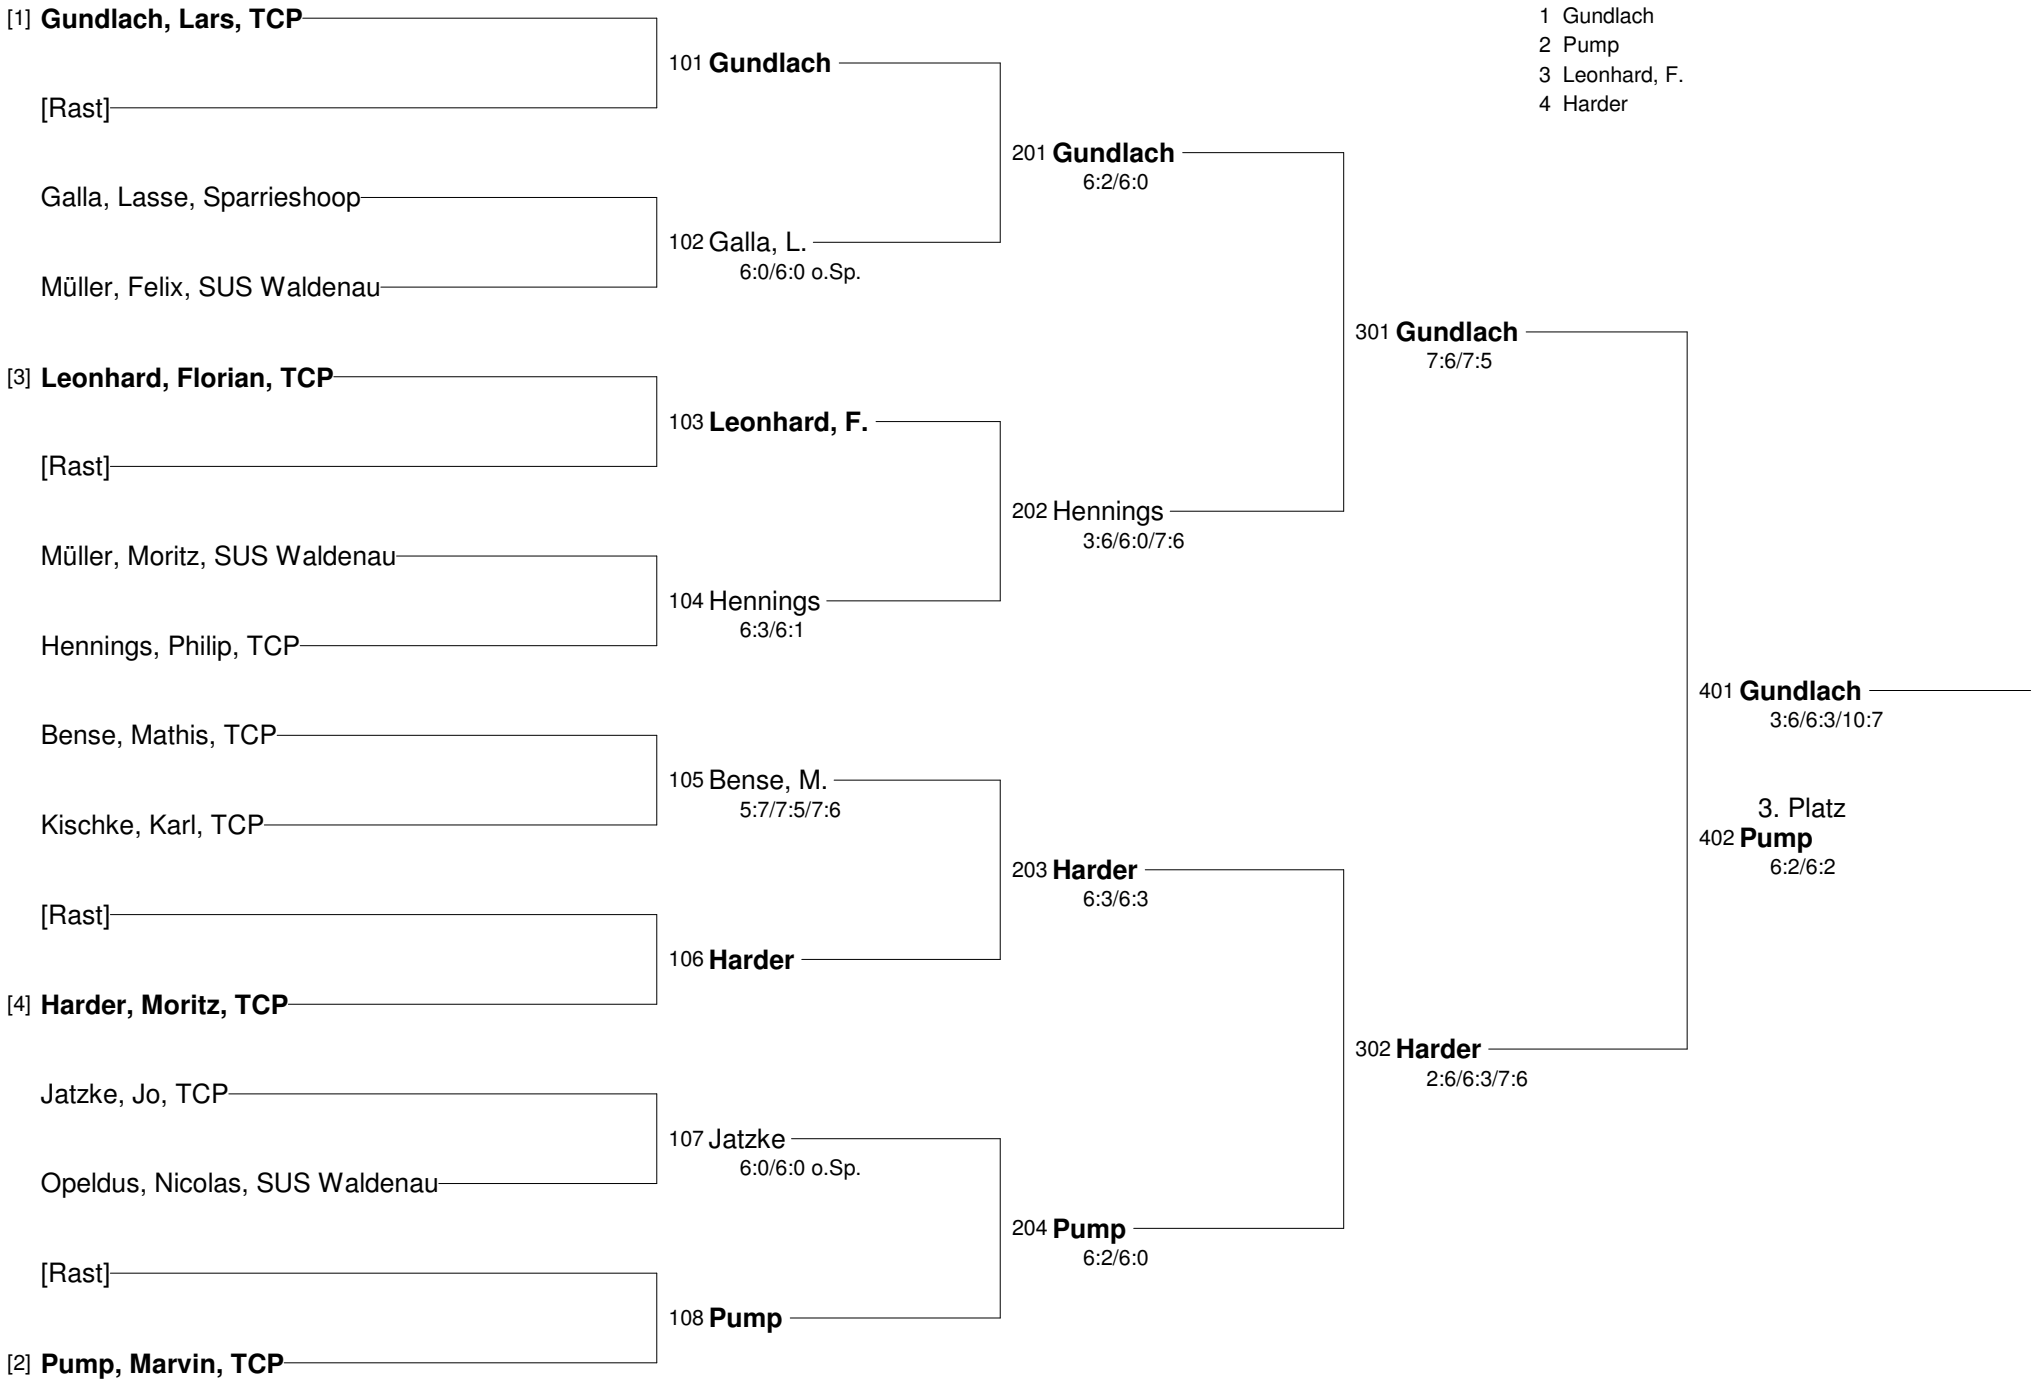 [1] Gundlach, Lars, TCP
[Rast]
Galla, Lasse, Sparrieshoop
Müller, Felix, SUS Waldenau
[3] Leonhard, Florian, TCP
[Rast]
Müller, Moritz, SUS Waldenau
Hennings, Philip, TCP
Bense, Mathis, TCP
Kischke, Karl, TCP
[Rast]
[4] Harder, Moritz, TCP
Jatzke, Jo, TCP
Opeldus, Nicolas, SUS Waldenau
[Rast]
[2] Pump, Marvin, TCP
101 Gundlach
102 Galla, L.
6:0/6:0 o.Sp.
103 Leonhard, F.
104 Hennings
6:3/6:1
105 Bense, M.
5:7/7:5/7:6
106 Harder
107 Jatzke
6:0/6:0 o.Sp.
108 Pump
201 Gundlach
6:2/6:0
202 Hennings
3:6/6:0/7:6
203 Harder
6:3/6:3
204 Pump
6:2/6:0
301 Gundlach
7:6/7:5
302 Harder
2:6/6:3/7:6
401 Gundlach
3:6/6:3/10:7
3. Platz
402 Pump
6:2/6:2
1 Gundlach
2 Pump
3 Leonhard, F.
4 Harder